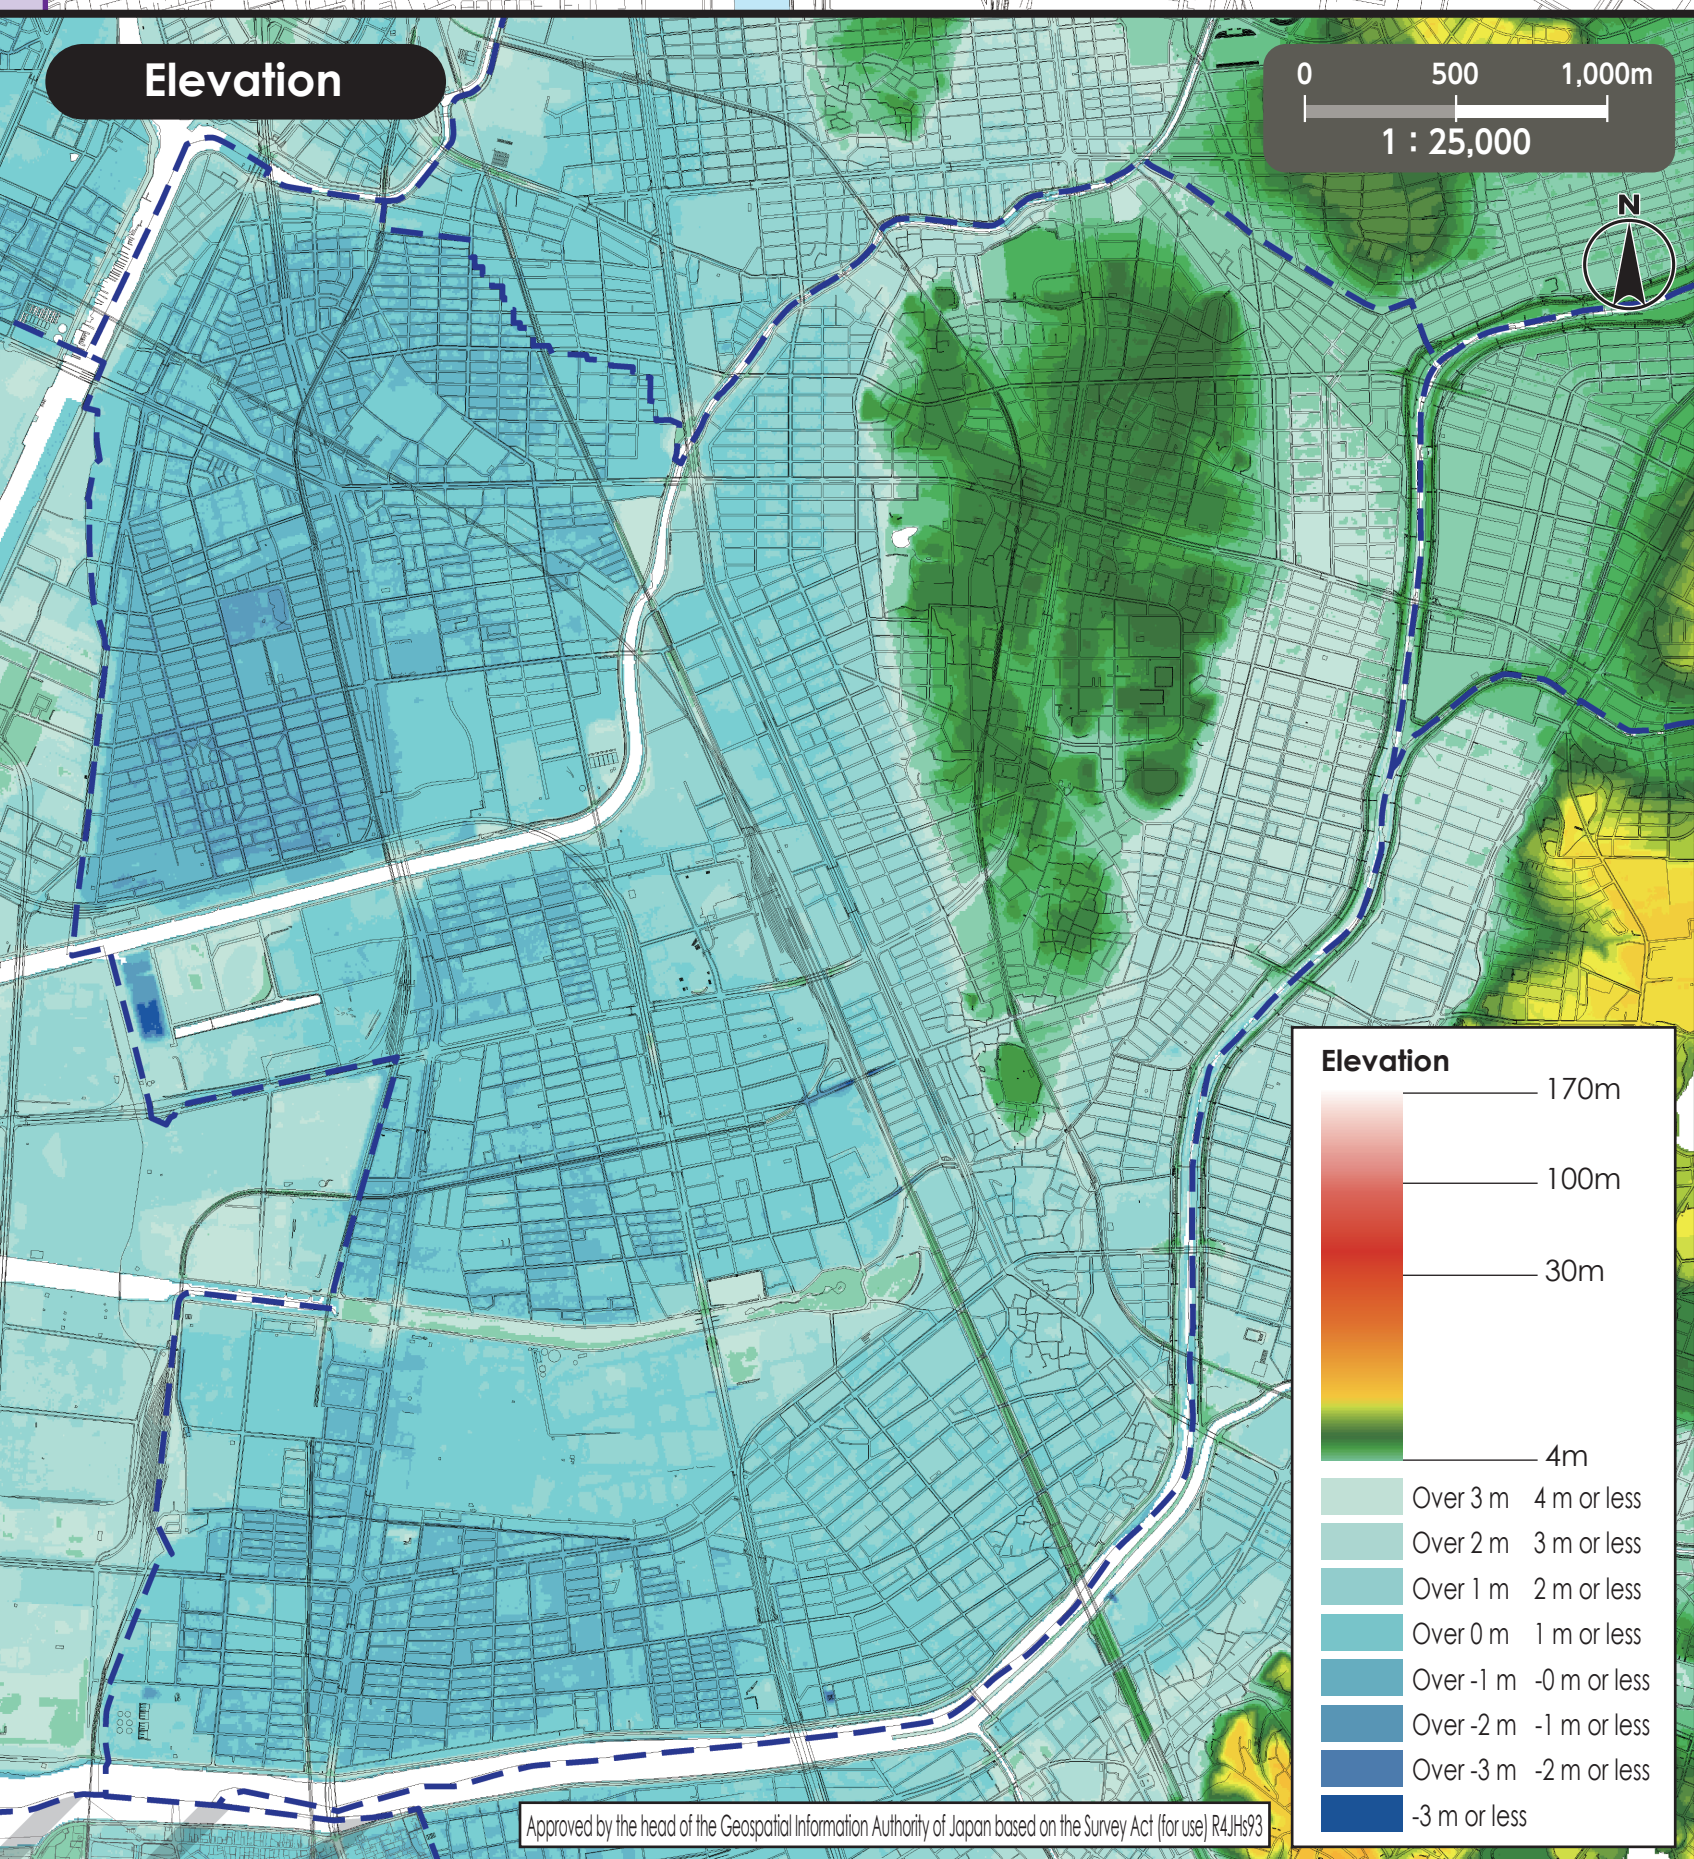 Elevation
0 500 1,000m
1 : 25,000
N
Elevation
170m
100m
30m
4m
Over 3 m 4 m or less
Over 2 m 3 m or less
Over 1 m 2 m or less
Over 0 m 1 m or less
Over -1 m -0 m or less
Over -2 m -1 m or less
Over -3 m -2 m or less
-3 m or less
Approved by the head of the Geospatial Information Authority of Japan based on the Survey Act (for use) R4JHs93